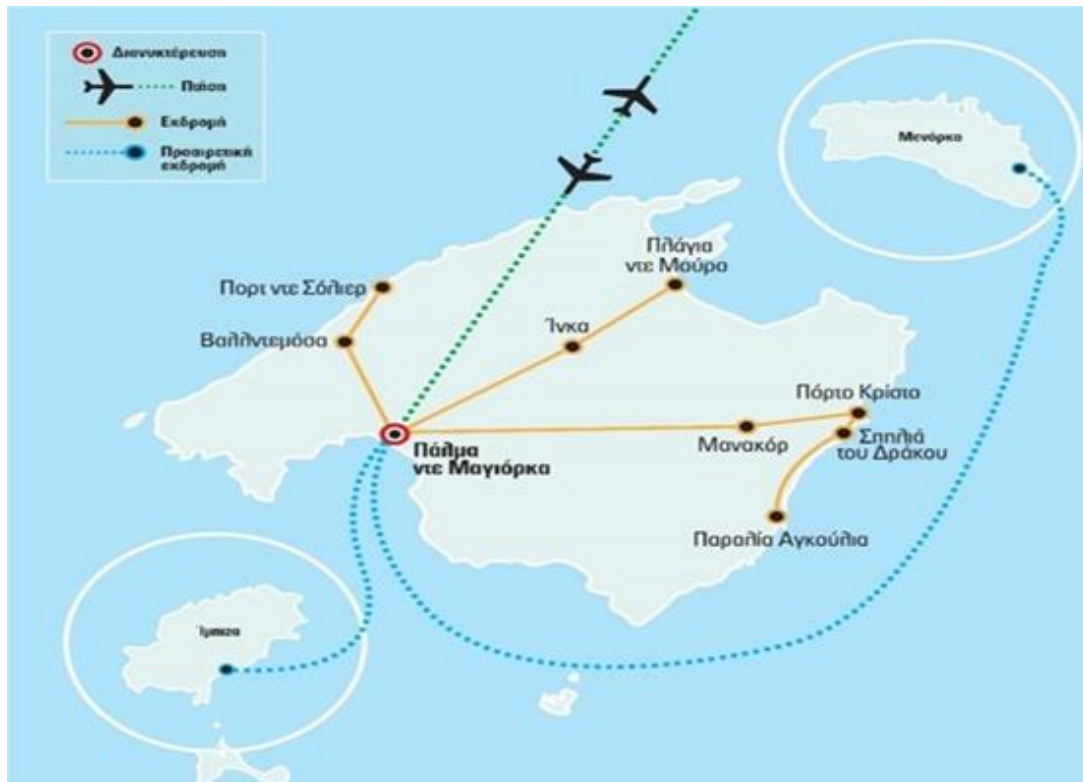 Διανυκτέρευση
Πτήση
Εκδρομή
Προαιρετική
εκδρομή
Μενόρκα
Πλάγια
ντε Μούρο
Πορτ ντε Σόλιερ
Ίνκα
Βαλλντεμόσα
Πόρτο Κρίστο
Μανακόρ
Σπηλιά
του Δράκου
Πάλμα
ντε Μαγιόρκα
Παραλία Αγκούλια
Ίμπιζα